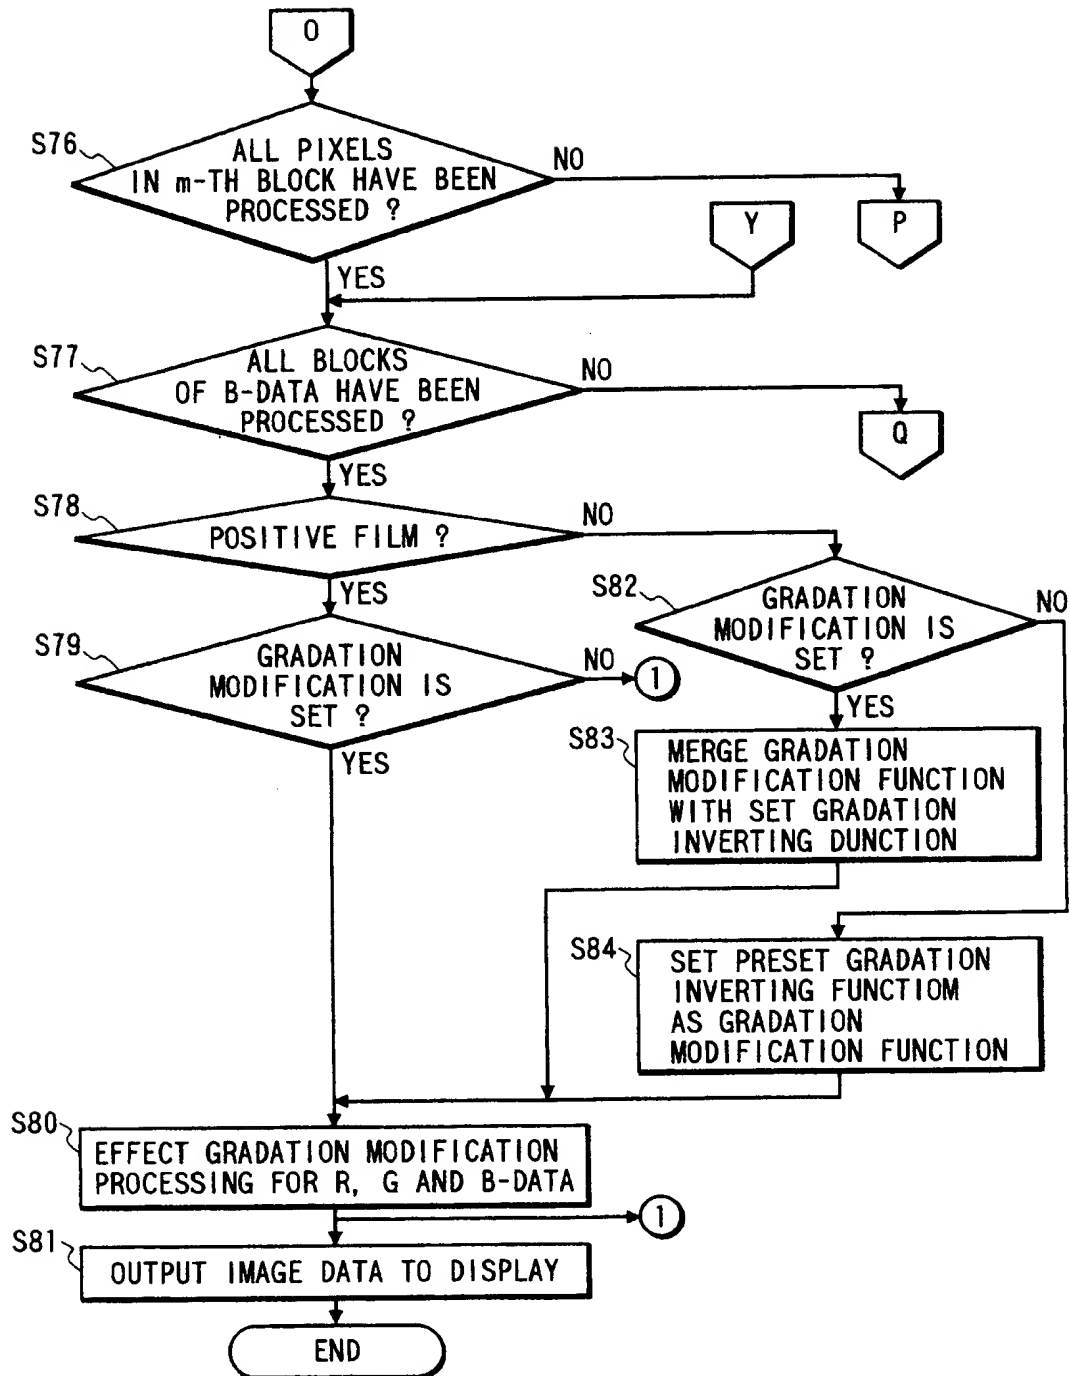 O
S76
ALL PIXELS
IN m-TH BLOCK HAVE BEEN
PROCESSED ?
NO
P
Y
YES
S77
ALL BLOCKS
OF B-DATA HAVE BEEN
PROCESSED ?
NO
Q
YES
S78
POSITIVE FILM ?
NO
YES
S82
GRADATION
MODIFICATION IS
SET ?
NO
YES
S79
GRADATION
MODIFICATION IS
SET ?
NO
1
YES
S83
MERGE GRADATION
MODIFICATION FUNCTION
WITH SET GRADATION
INVERTING DUNCTION
S84
SET PRESET GRADATION
INVERTING FUNCTIOM
AS GRADATION
MODIFICATION FUNCTION
S80
EFFECT GRADATION MODIFICATION
PROCESSING FOR R, G AND B-DATA
1
S81
OUTPUT IMAGE DATA TO DISPLAY
END